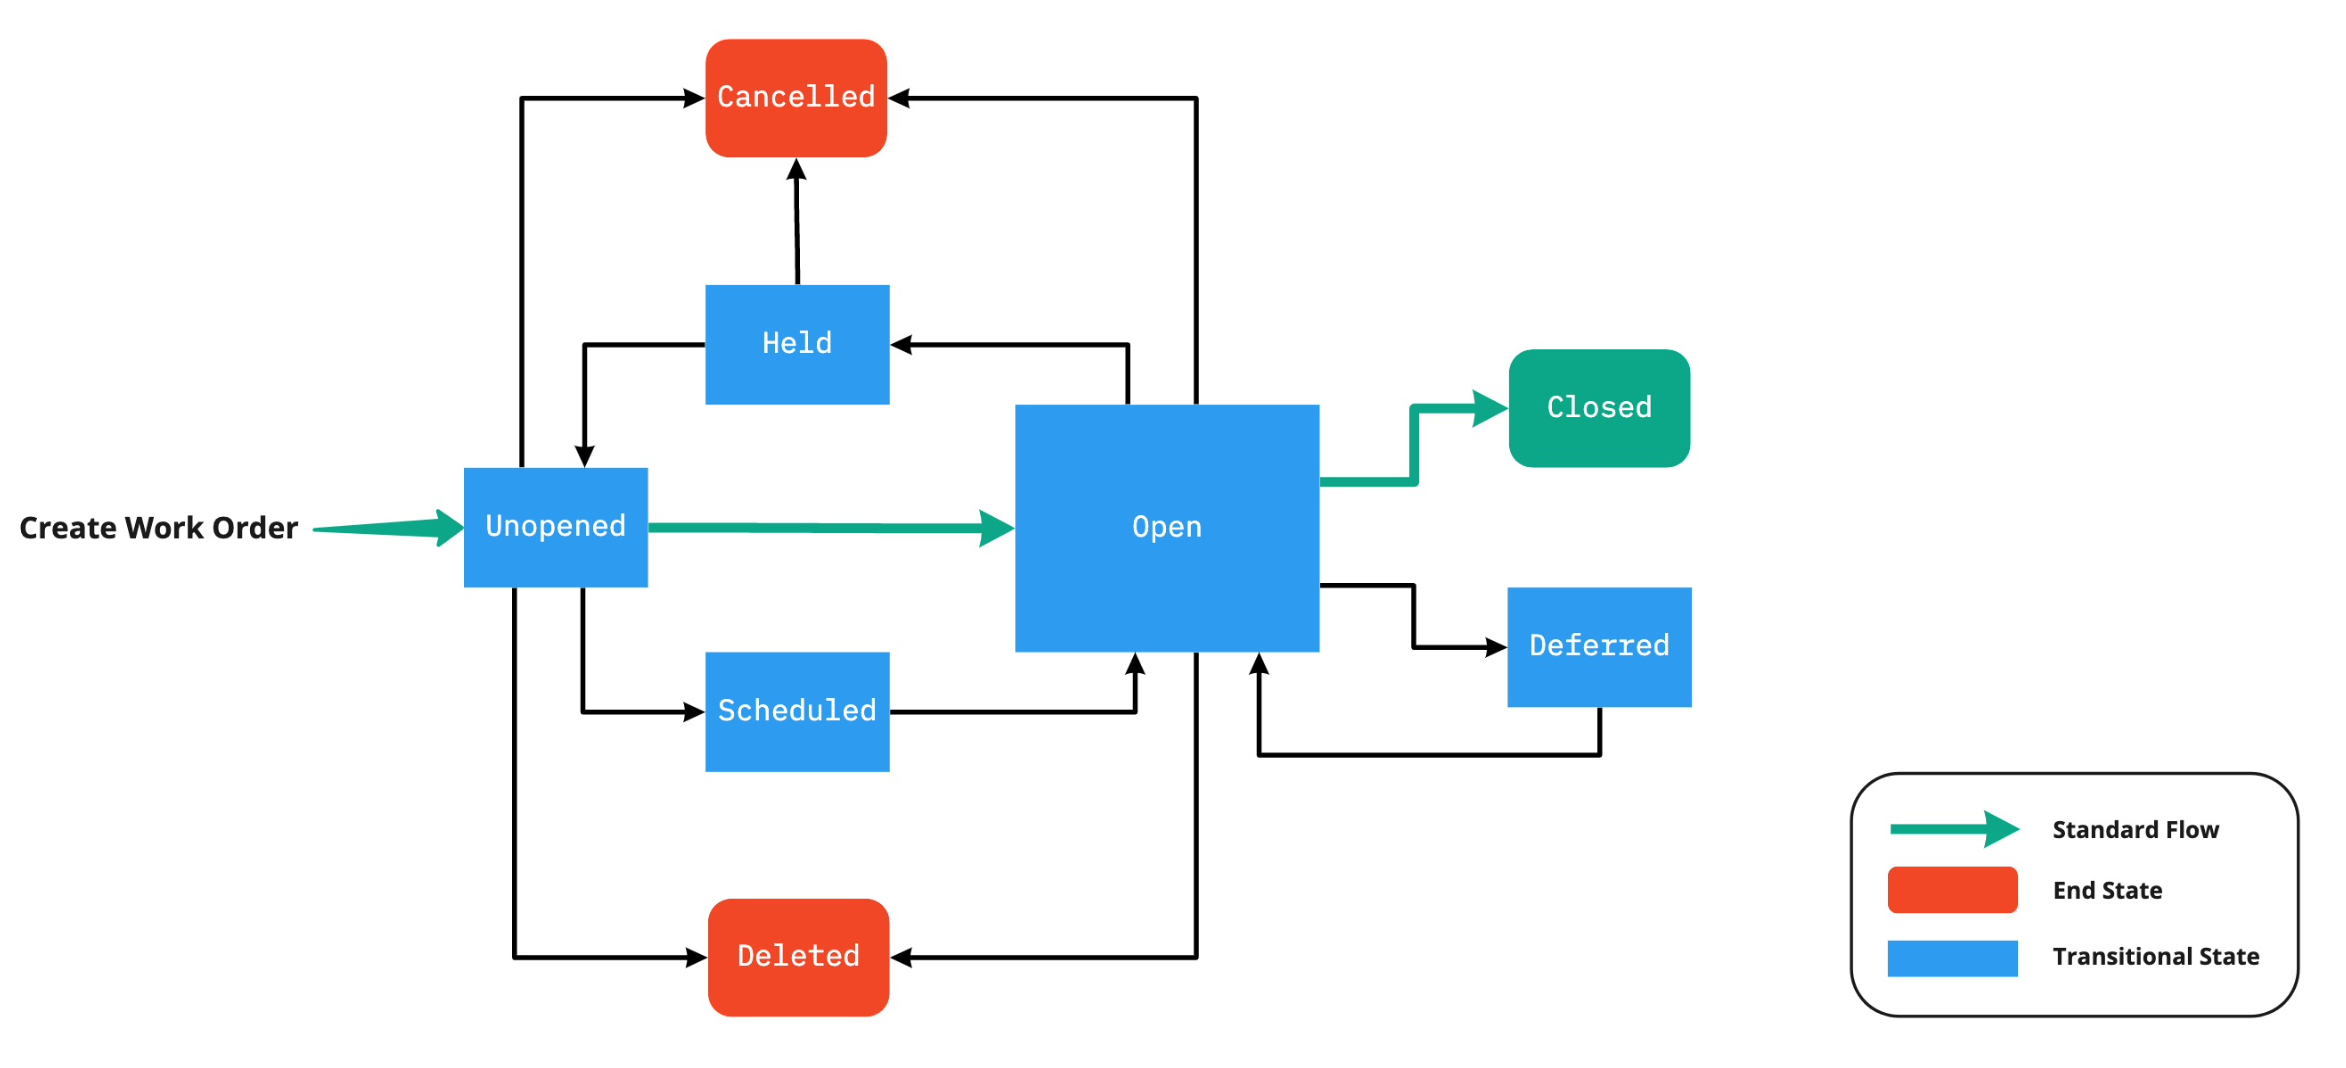 Cancelled
Held
Closed
Create Work Order
Unopened
Open
Deferred
Scheduled
Deleted
Standard Flow
End State
Transitional State